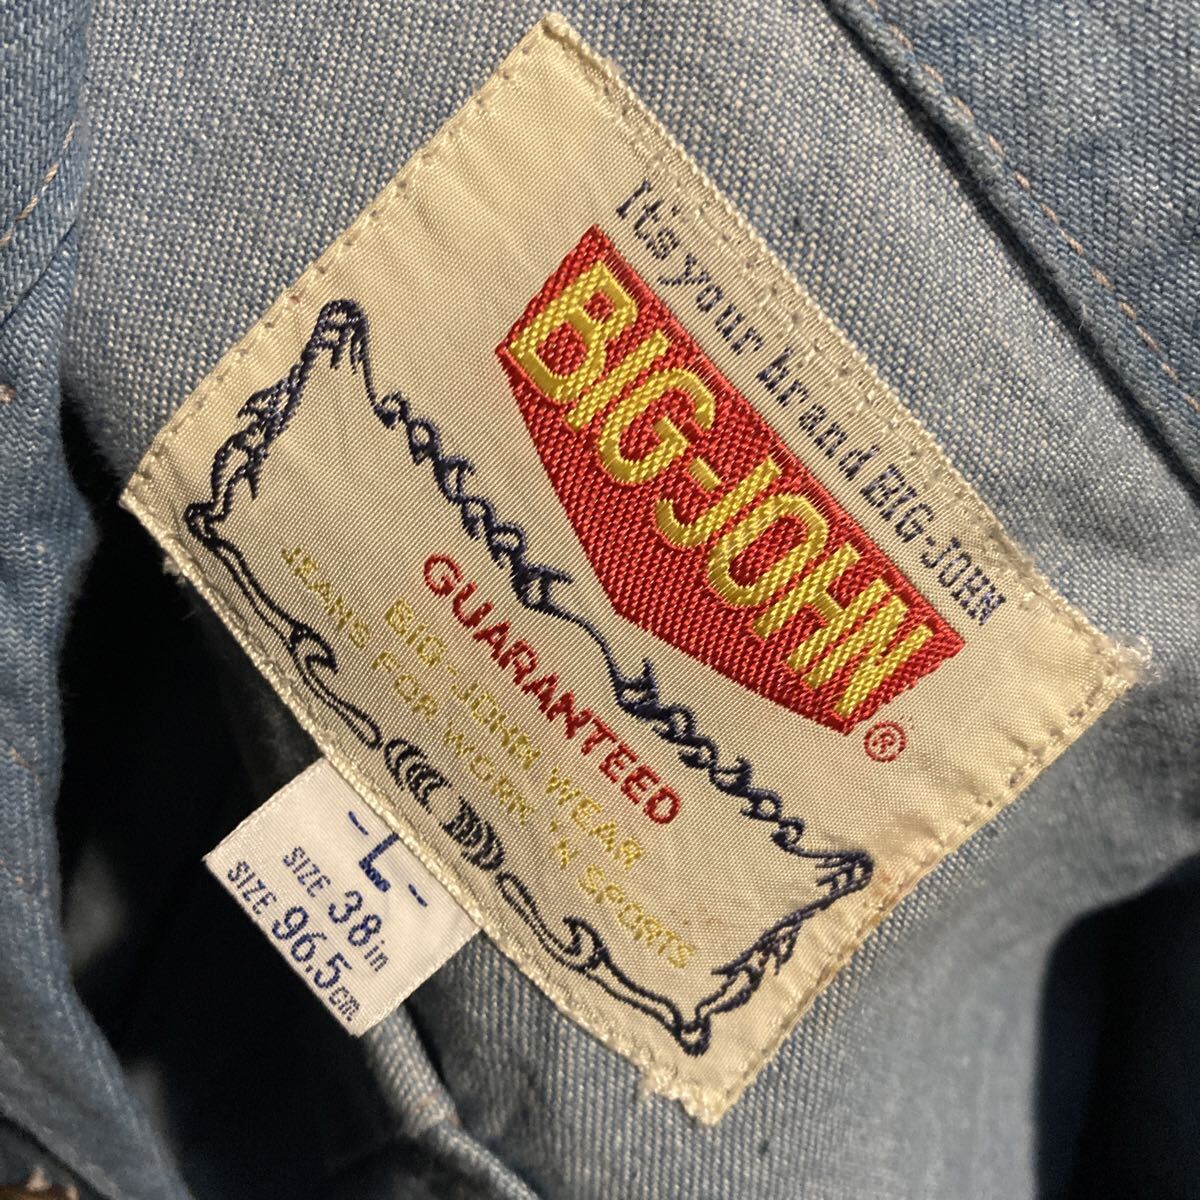 It's your brand BIG-JOHN
BIG-JOHN®
GUARANTEED
BIG-JOHN WEAR
JEANS FOR WORK 'N SPORTS
-L-
SIZE 38in
SIZE 96.5cm